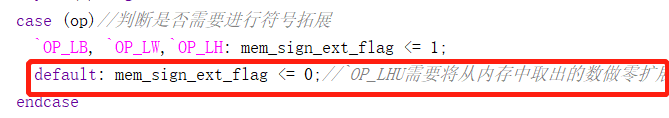 case (op)//判断是否需要进行符号拓展
`OP_LB, `OP_LW,`OP_LH: mem_sign_ext_flag <= 1;
default: mem_sign_ext_flag <= 0;//`OP_LHU需要将从内存中取出的数做零扩展
endcase